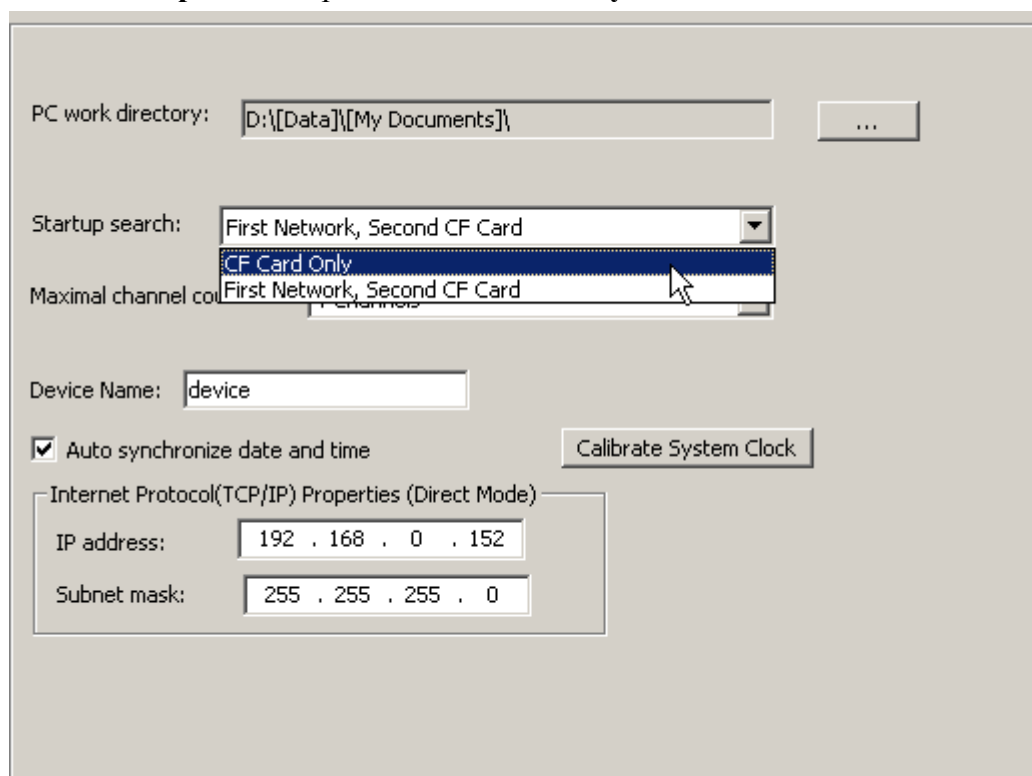 PC work directory: D:\[Data]\[My Documents]\ ...
Startup search: First Network, Second CF Card
CF Card Only
Maximal channel First Network, Second CF Card
Device Name: device
Auto synchronize date and time Calibrate System Clock
Internet Protocol(TCP/IP) Properties (Direct Mode)
IP address: 192 . 168 . 0 . 152
Subnet mask: 255 . 255 . 255 . 0